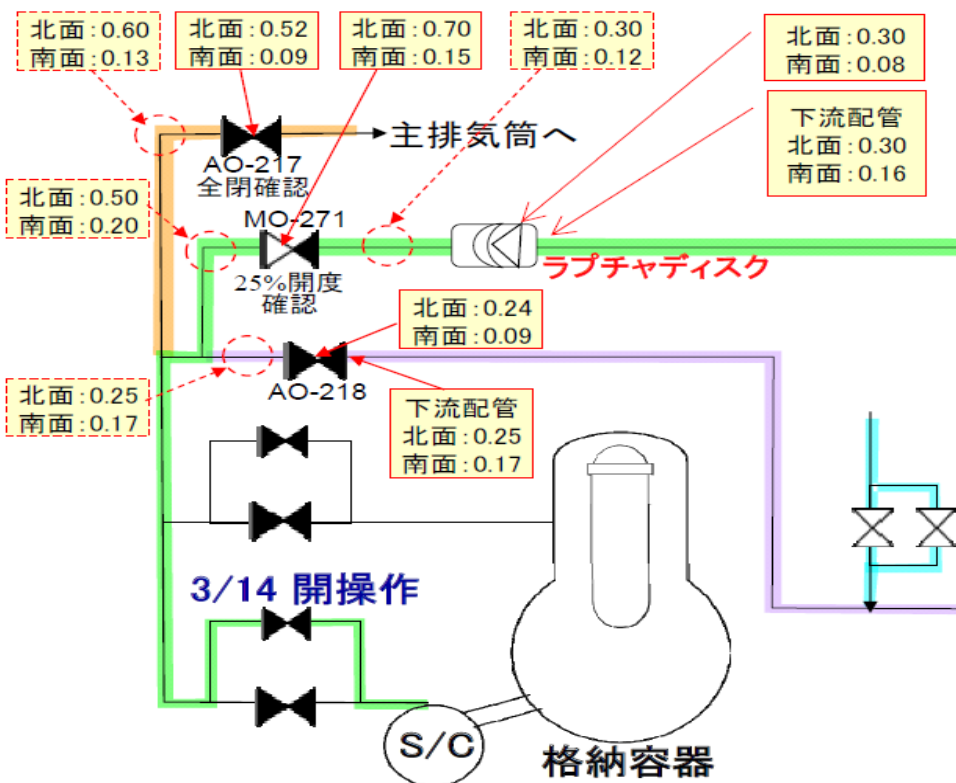 北面:0.60
南面:0.13
北面:0.52
南面:0.09
北面:0.70
南面:0.15
北面:0.30
南面:0.12
北面:0.30
南面:0.08
下流配管
北面:0.30
南面:0.16
主排気筒へ
AO-217
全閉確認
北面:0.50
南面:0.20
MO-271
25%開度
確認
ラプチャディスク
北面:0.24
南面:0.09
AO-218
北面:0.25
南面:0.17
下流配管
北面:0.25
南面:0.17
3/14 開操作
S/C
格納容器